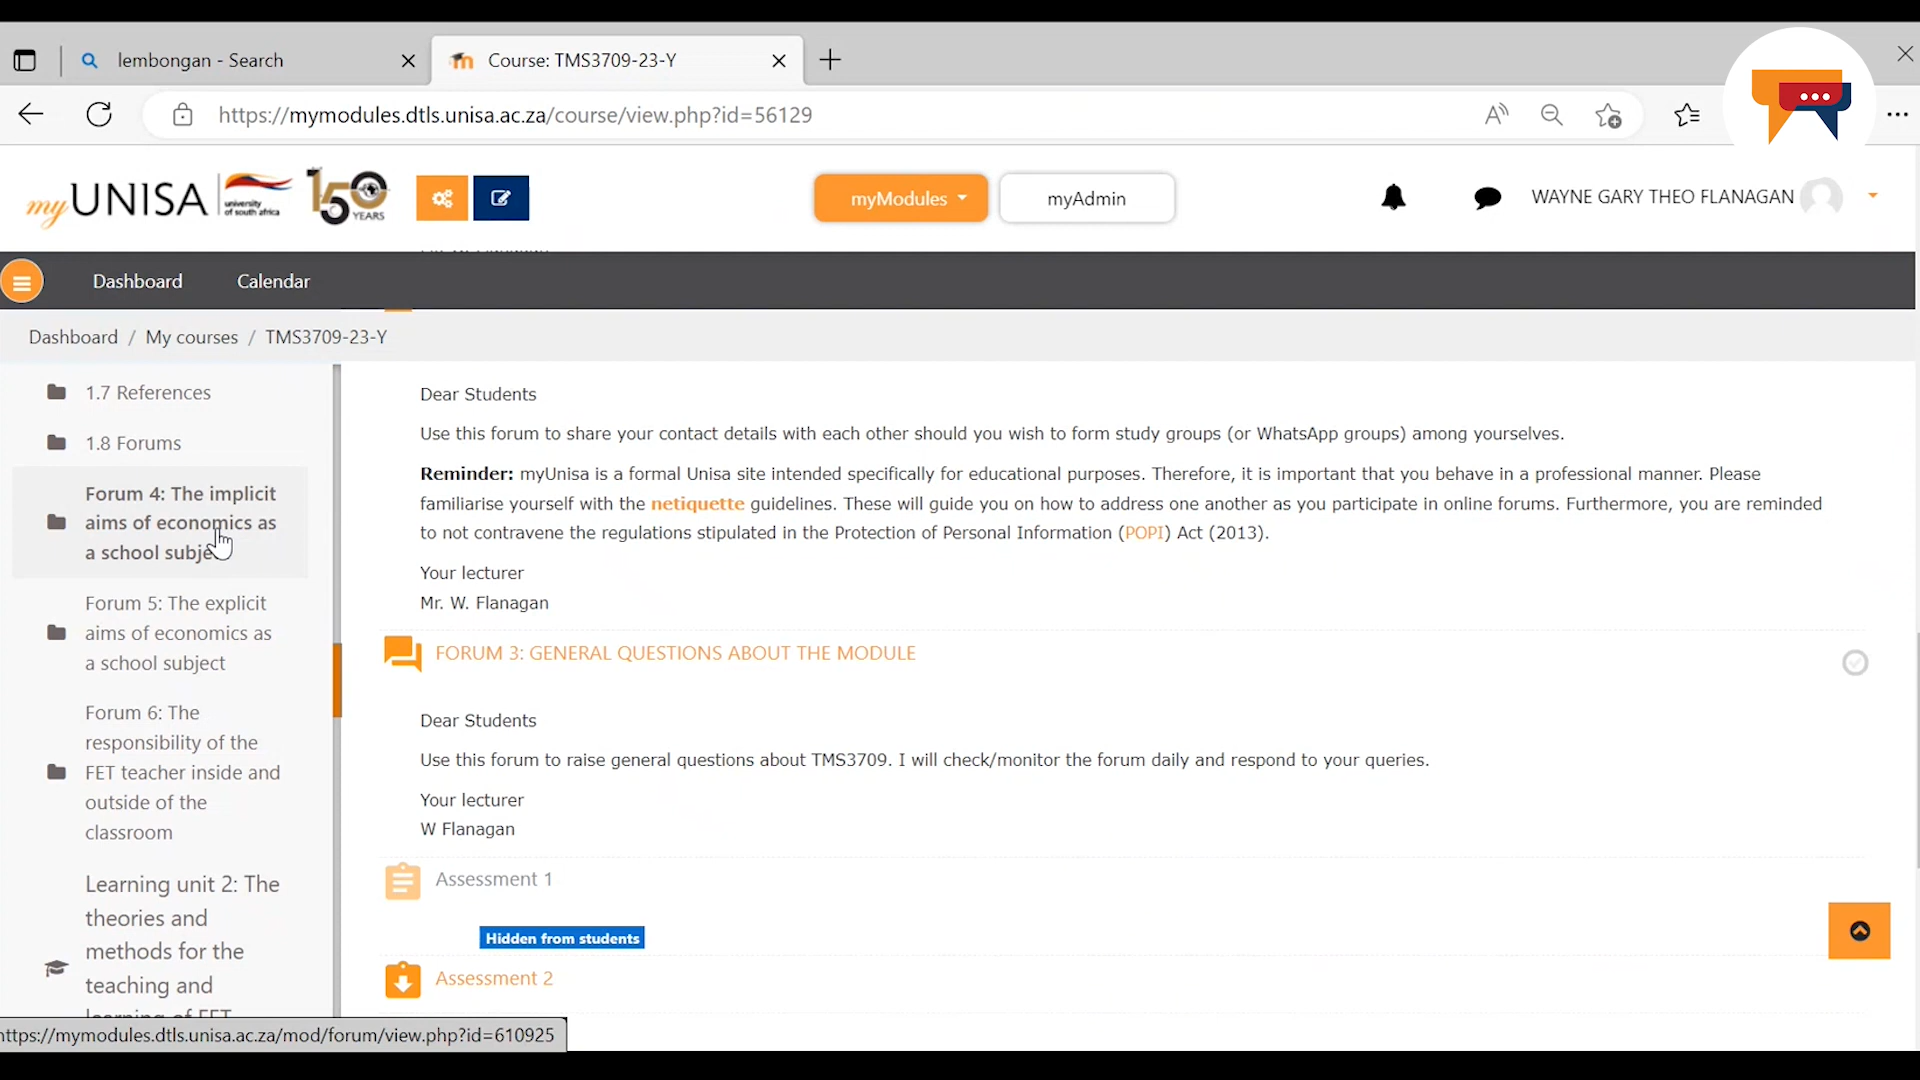 lembongan - Search
Course: TMS3709-23-Y
https://mymodules.dtls.unisa.ac.za/course/view.php?id=56129
myUNISA
university
of south africa
150
YEARS
myModules
myAdmin
WAYNE GARY THEO FLANAGAN
Dashboard
Calendar
Dashboard / My courses / TMS3709-23-Y
1.7 References
1.8 Forums
Forum 4: The implicit
aims of economics as
a school subje
Forum 5: The explicit
aims of economics as
a school subject
Forum 6: The
responsibility of the
FET teacher inside and
outside of the
classroom
Learning unit 2: The
theories and
methods for the
teaching and
learning of FET
Dear Students
Use this forum to share your contact details with each other should you wish to form study groups (or WhatsApp groups) among yourselves.
Reminder: myUnisa is a formal Unisa site intended specifically for educational purposes. Therefore, it is important that you behave in a professional manner. Please
familiarise yourself with the netiquette guidelines. These will guide you on how to address one another as you participate in online forums. Furthermore, you are reminded
to not contravene the regulations stipulated in the Protection of Personal Information (POPI) Act (2013).
Your lecturer
Mr. W. Flanagan
FORUM 3: GENERAL QUESTIONS ABOUT THE MODULE
Dear Students
Use this forum to raise general questions about TMS3709. I will check/monitor the forum daily and respond to your queries.
Your lecturer
W Flanagan
Assessment 1
Hidden from students
Assessment 2
https://mymodules.dtls.unisa.ac.za/mod/forum/view.php?id=610925